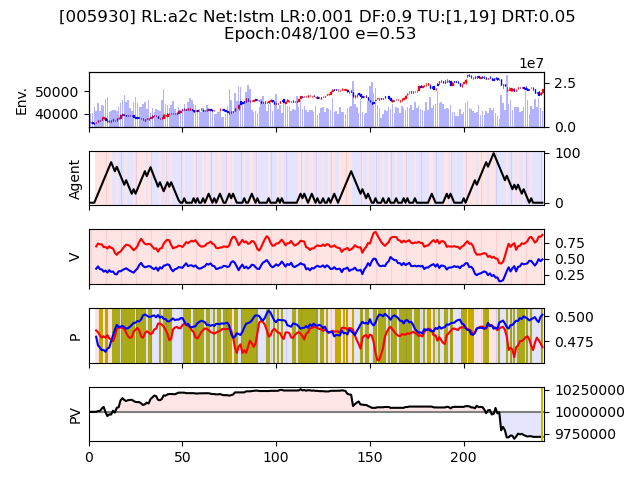 [005930] RL:a2c Net:lstm LR:0.001 DF:0.9 TU:[1,19] DRT:0.05
Epoch:048/100 e=0.53
1e7
Env.
50000
40000
2.5
0.0
Agent
100
0
V
0.75
0.50
0.25
P
0.500
0.475
PV
10250000
10000000
9750000
0 50 100 150 200